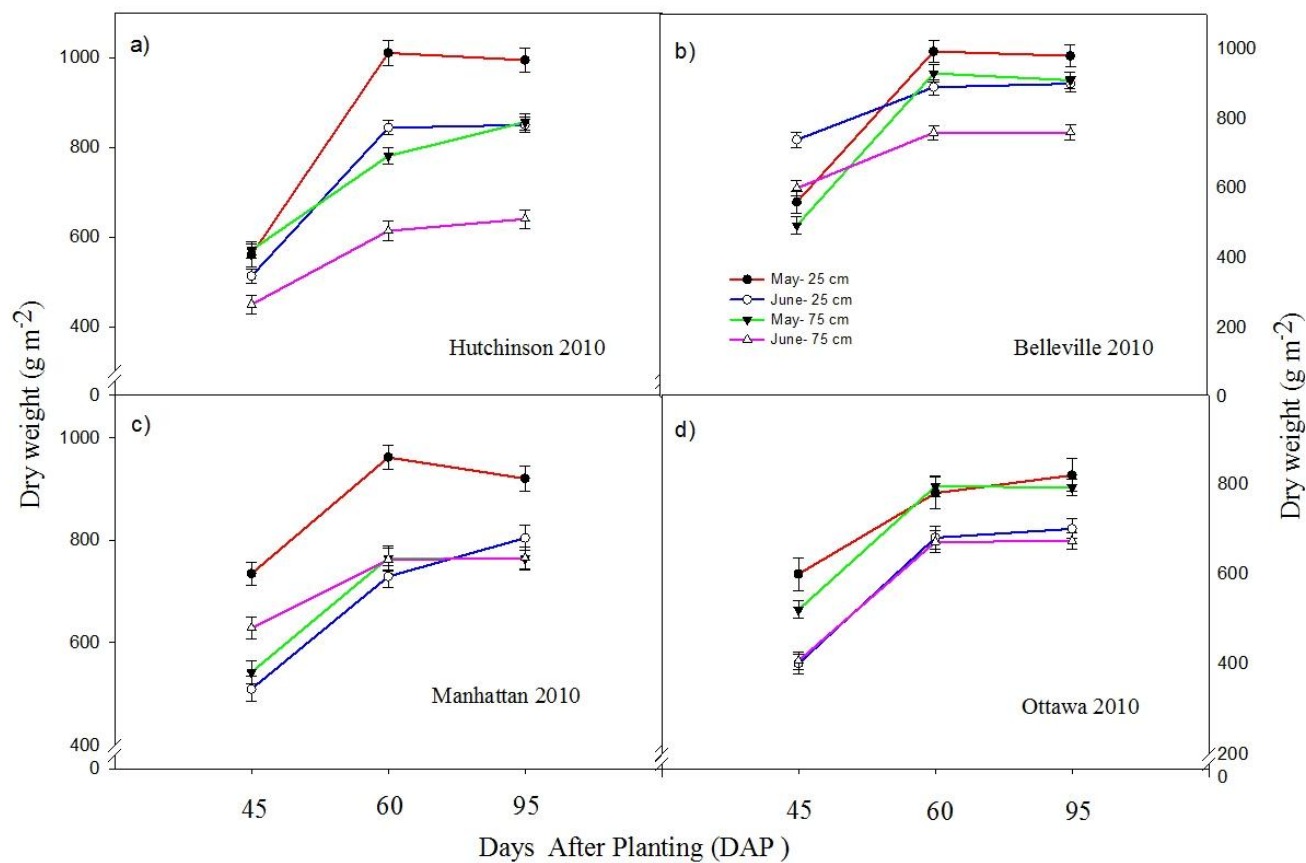 a)
1000
800
600
400
0
Hutchinson 2010
b)
1000
800
600
400
200
0
May- 25 cm
June- 25 cm
May- 75 cm
June- 75 cm
Belleville 2010
Dry weight (g m-2)
Dry weight (g m-2)
c)
1000
800
600
400
0
Manhattan 2010
d)
800
600
400
200
0
Ottawa 2010
45 60 95
45 60 95
Days After Planting (DAP )